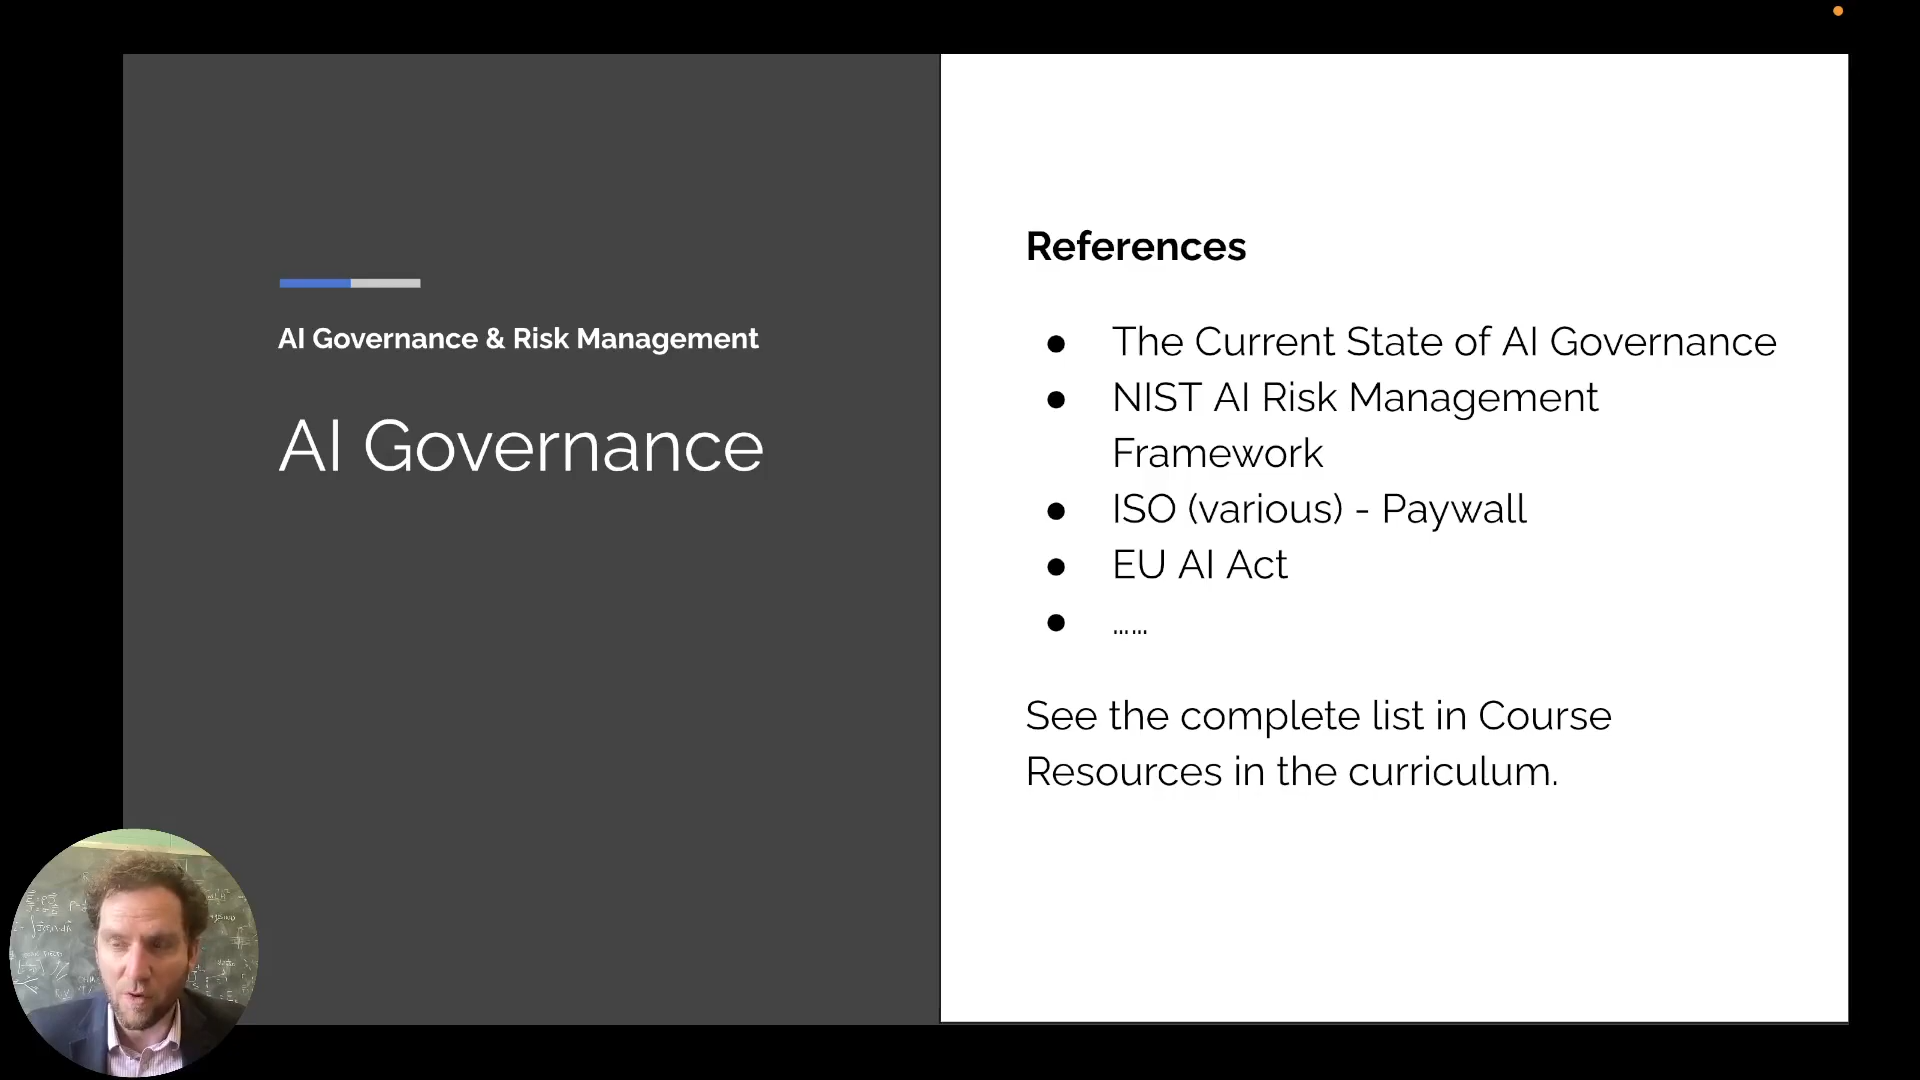 AI Governance & Risk Management
AI Governance
References
● The Current State of AI Governance
● NIST AI Risk Management
Framework
● ISO (various) - Paywall
● EU AI Act
● ......
See the complete list in Course
Resources in the curriculum.